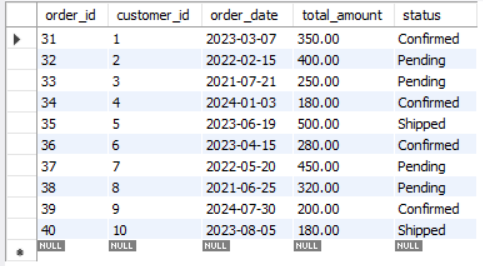 order_id customer_id order_date total_amount status
31 1 2023-03-07 350.00 Confirmed
32 2 2022-02-15 400.00 Pending
33 3 2021-07-21 250.00 Pending
34 4 2024-01-03 180.00 Confirmed
35 5 2023-06-19 500.00 Shipped
36 6 2023-04-15 280.00 Confirmed
37 7 2022-05-20 450.00 Pending
38 8 2021-06-25 320.00 Pending
39 9 2024-07-30 200.00 Confirmed
40 10 2023-08-05 180.00 Shipped
NULL NULL NULL NULL NULL